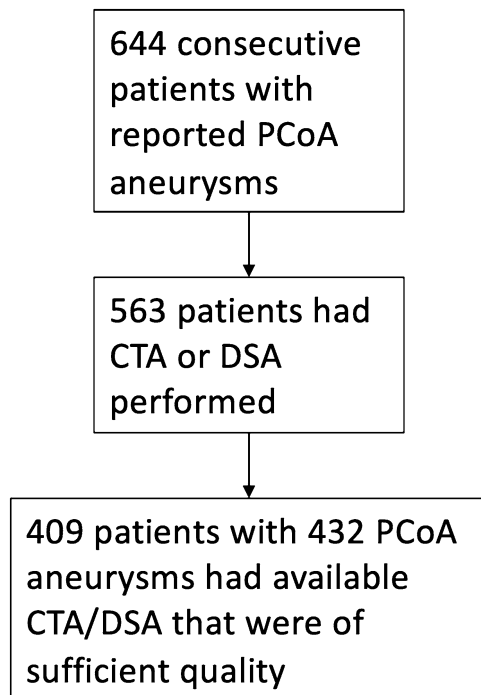 644 consecutive
patients with
reported PCoA
aneurysms
563 patients had
CTA or DSA
performed
409 patients with 432 PCoA
aneurysms had available
CTA/DSA that were of
sufficient quality